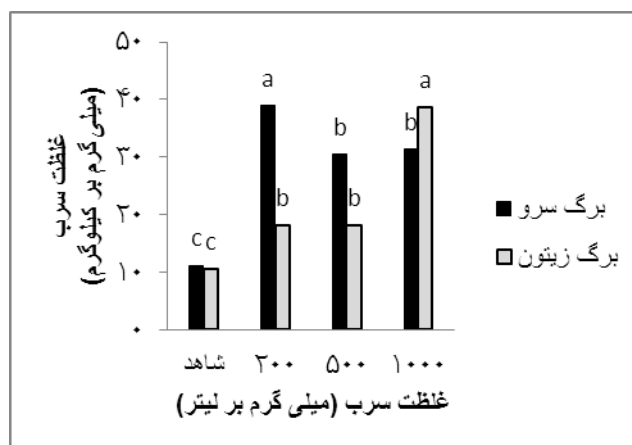 غلظت سرب
(میلی گرم بر کیلوگرم)
۵۰
۴۰
۳۰
۲۰
۱۰
۰
c c
a
b
b
b
b
a
شاهد ۲۰۰ ۵۰۰ ۱۰۰۰
غلظت سرب (میلی گرم بر لیتر)
برگ سرو
برگ زیتون